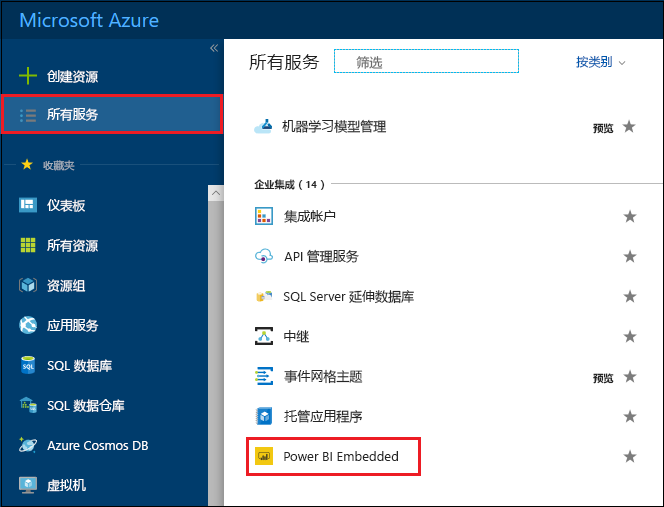 Microsoft Azure
«
创建资源
所有服务
收藏夹
仪表板
所有资源
资源组
应用服务
SQL 数据库
SQL 数据仓库
Azure Cosmos DB
虚拟机
所有服务
筛选
按类别
机器学习模型管理
预览
企业集成 ( 14 )
集成帐户
API 管理服务
SQL Server 延伸数据库
中继
事件网格主题
预览
托管应用程序
Power BI Embedded